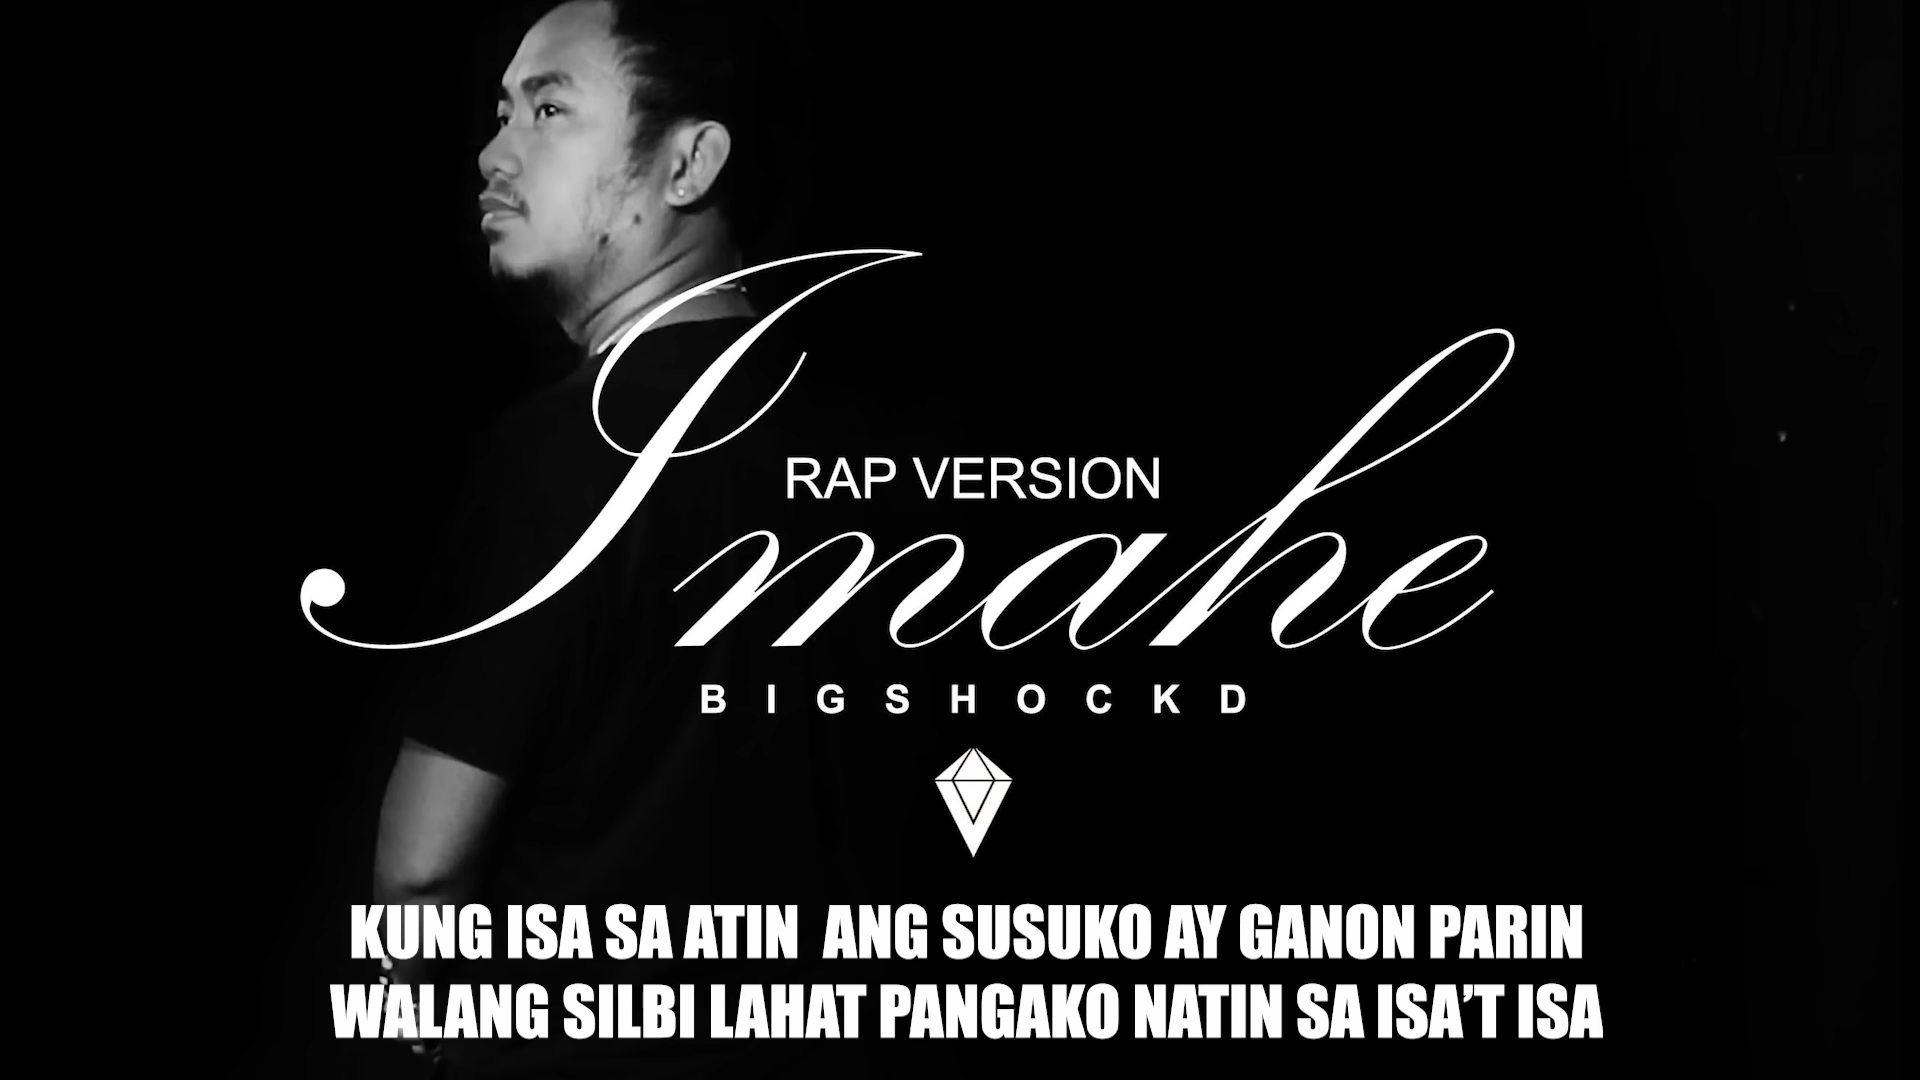 RAP VERSION
Imahe
BIGSHOCKD
KUNG ISA SA ATIN ANG SUSUKO AY GANON PARIN
WALANG SILBI LAHAT PANGAKO NATIN SA ISA'T ISA